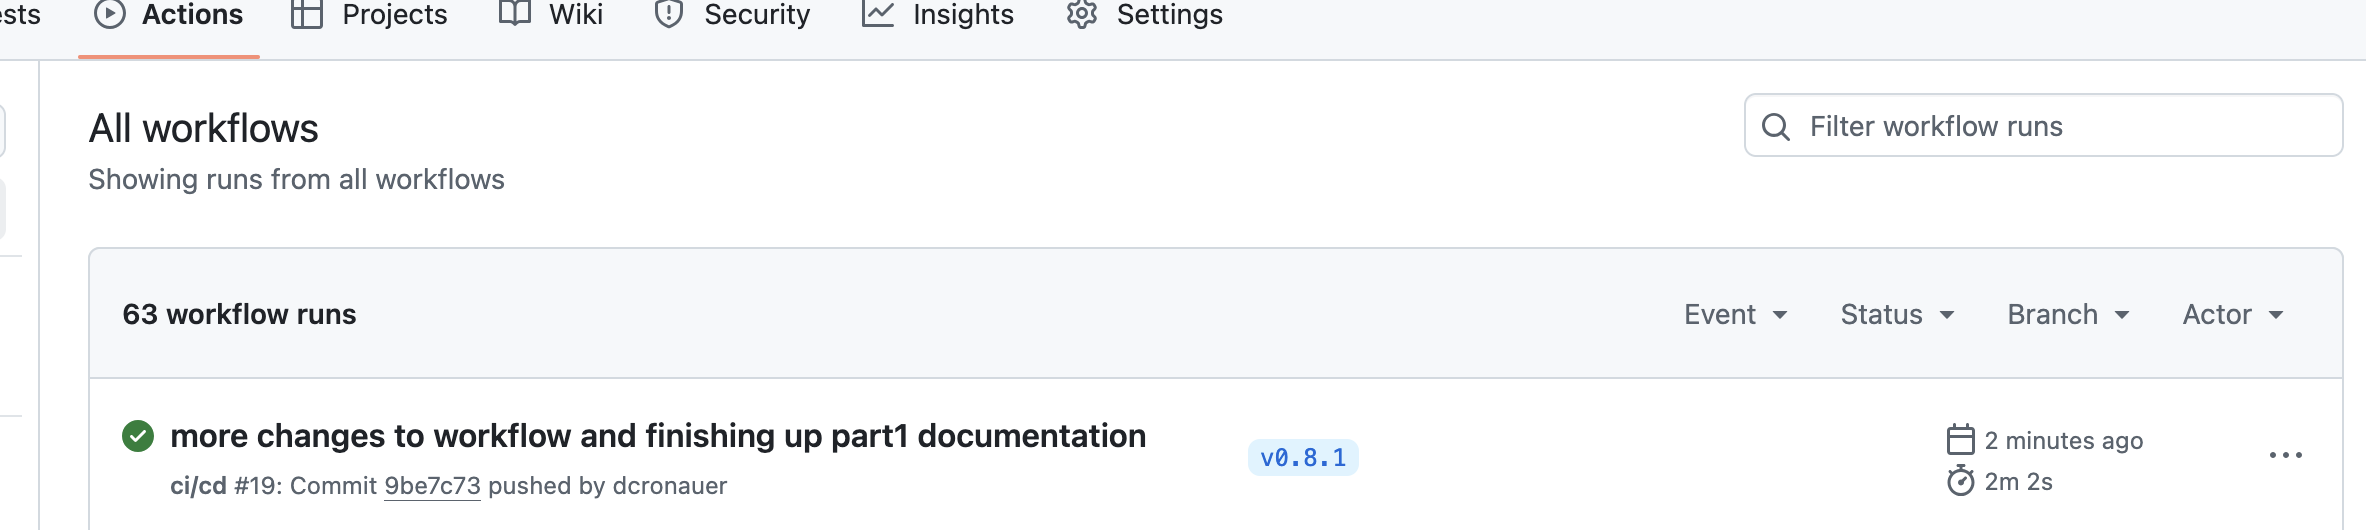 ests Actions Projects Wiki Security Insights Settings
All workflows
Filter workflow runs
Showing runs from all workflows
63 workflow runs Event Status Branch Actor
more changes to workflow and finishing up part1 documentation
v0.8.1
2 minutes ago
ci/cd #19: Commit 9be7c73 pushed by dcronauer
2m 2s